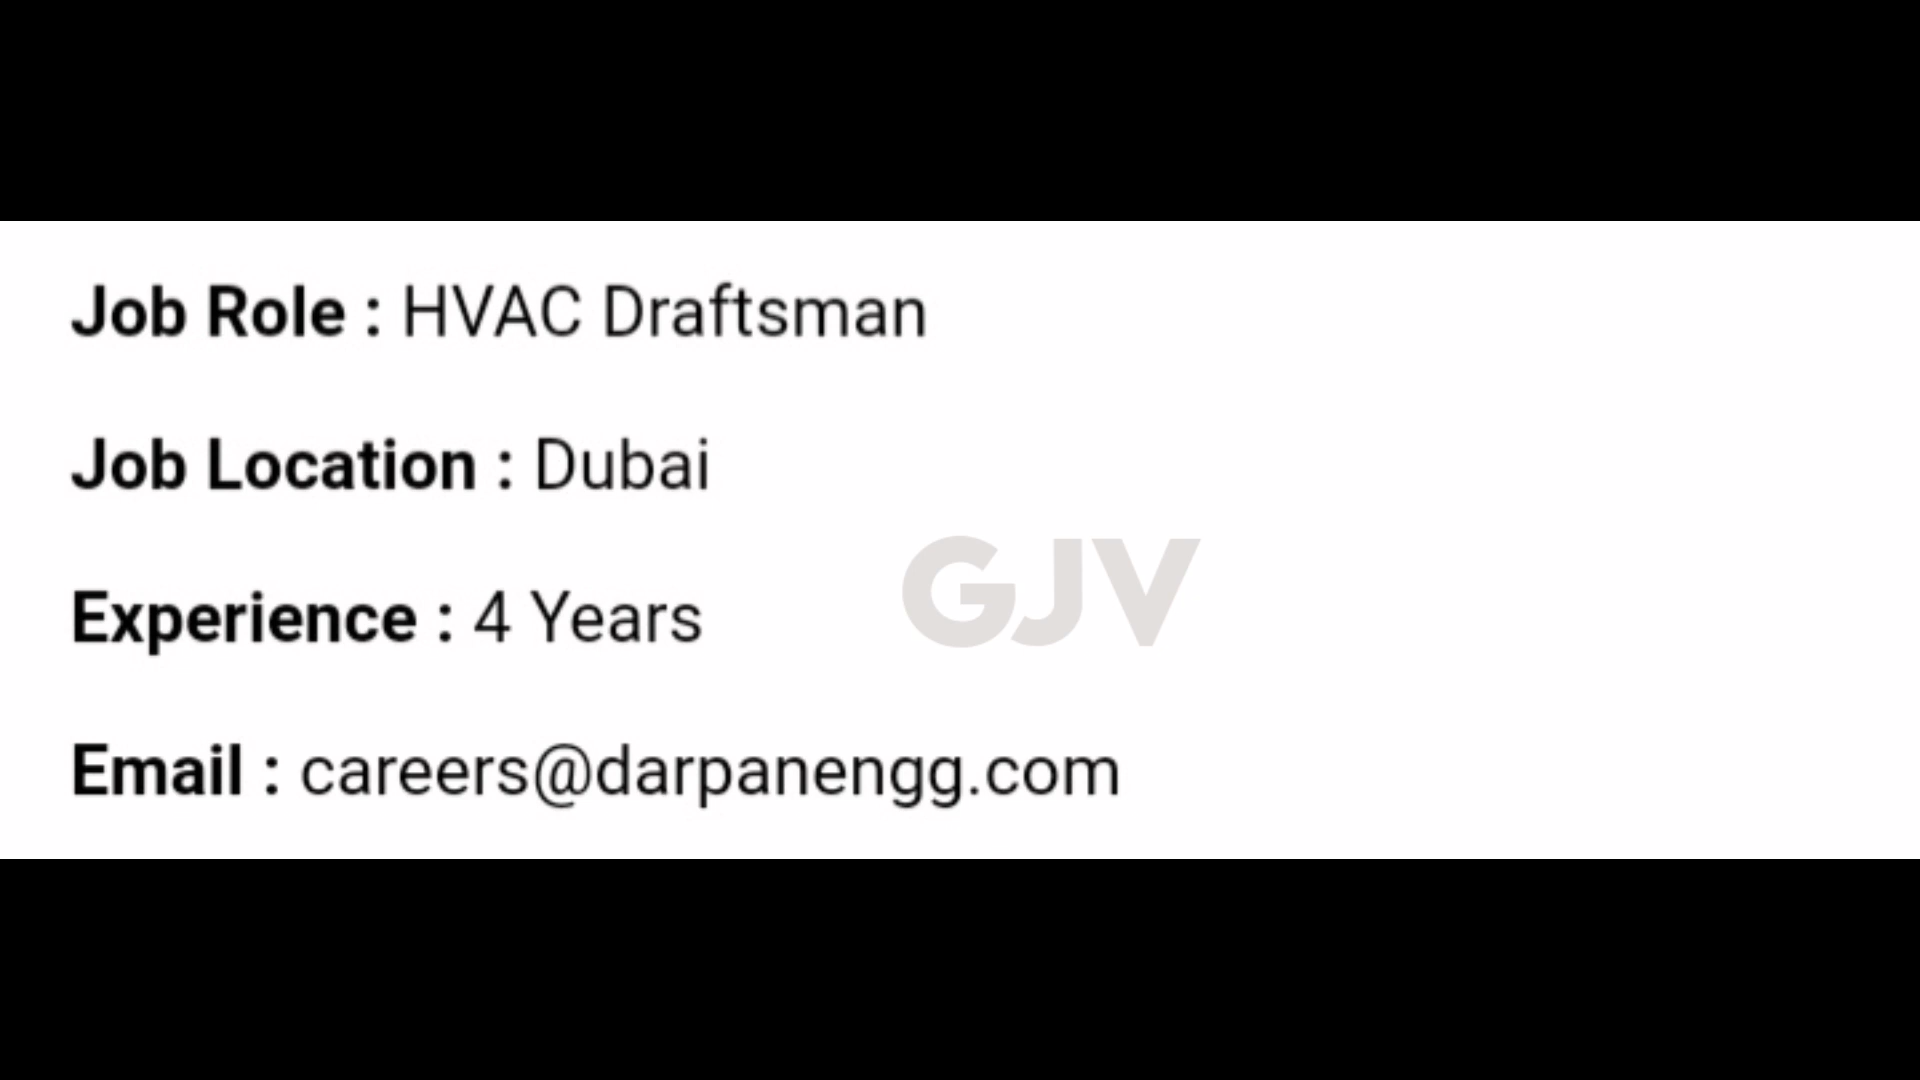 Job Role : HVAC Draftsman
Job Location : Dubai
GJV
Experience : 4 Years
Email : careers@darpanengg.com